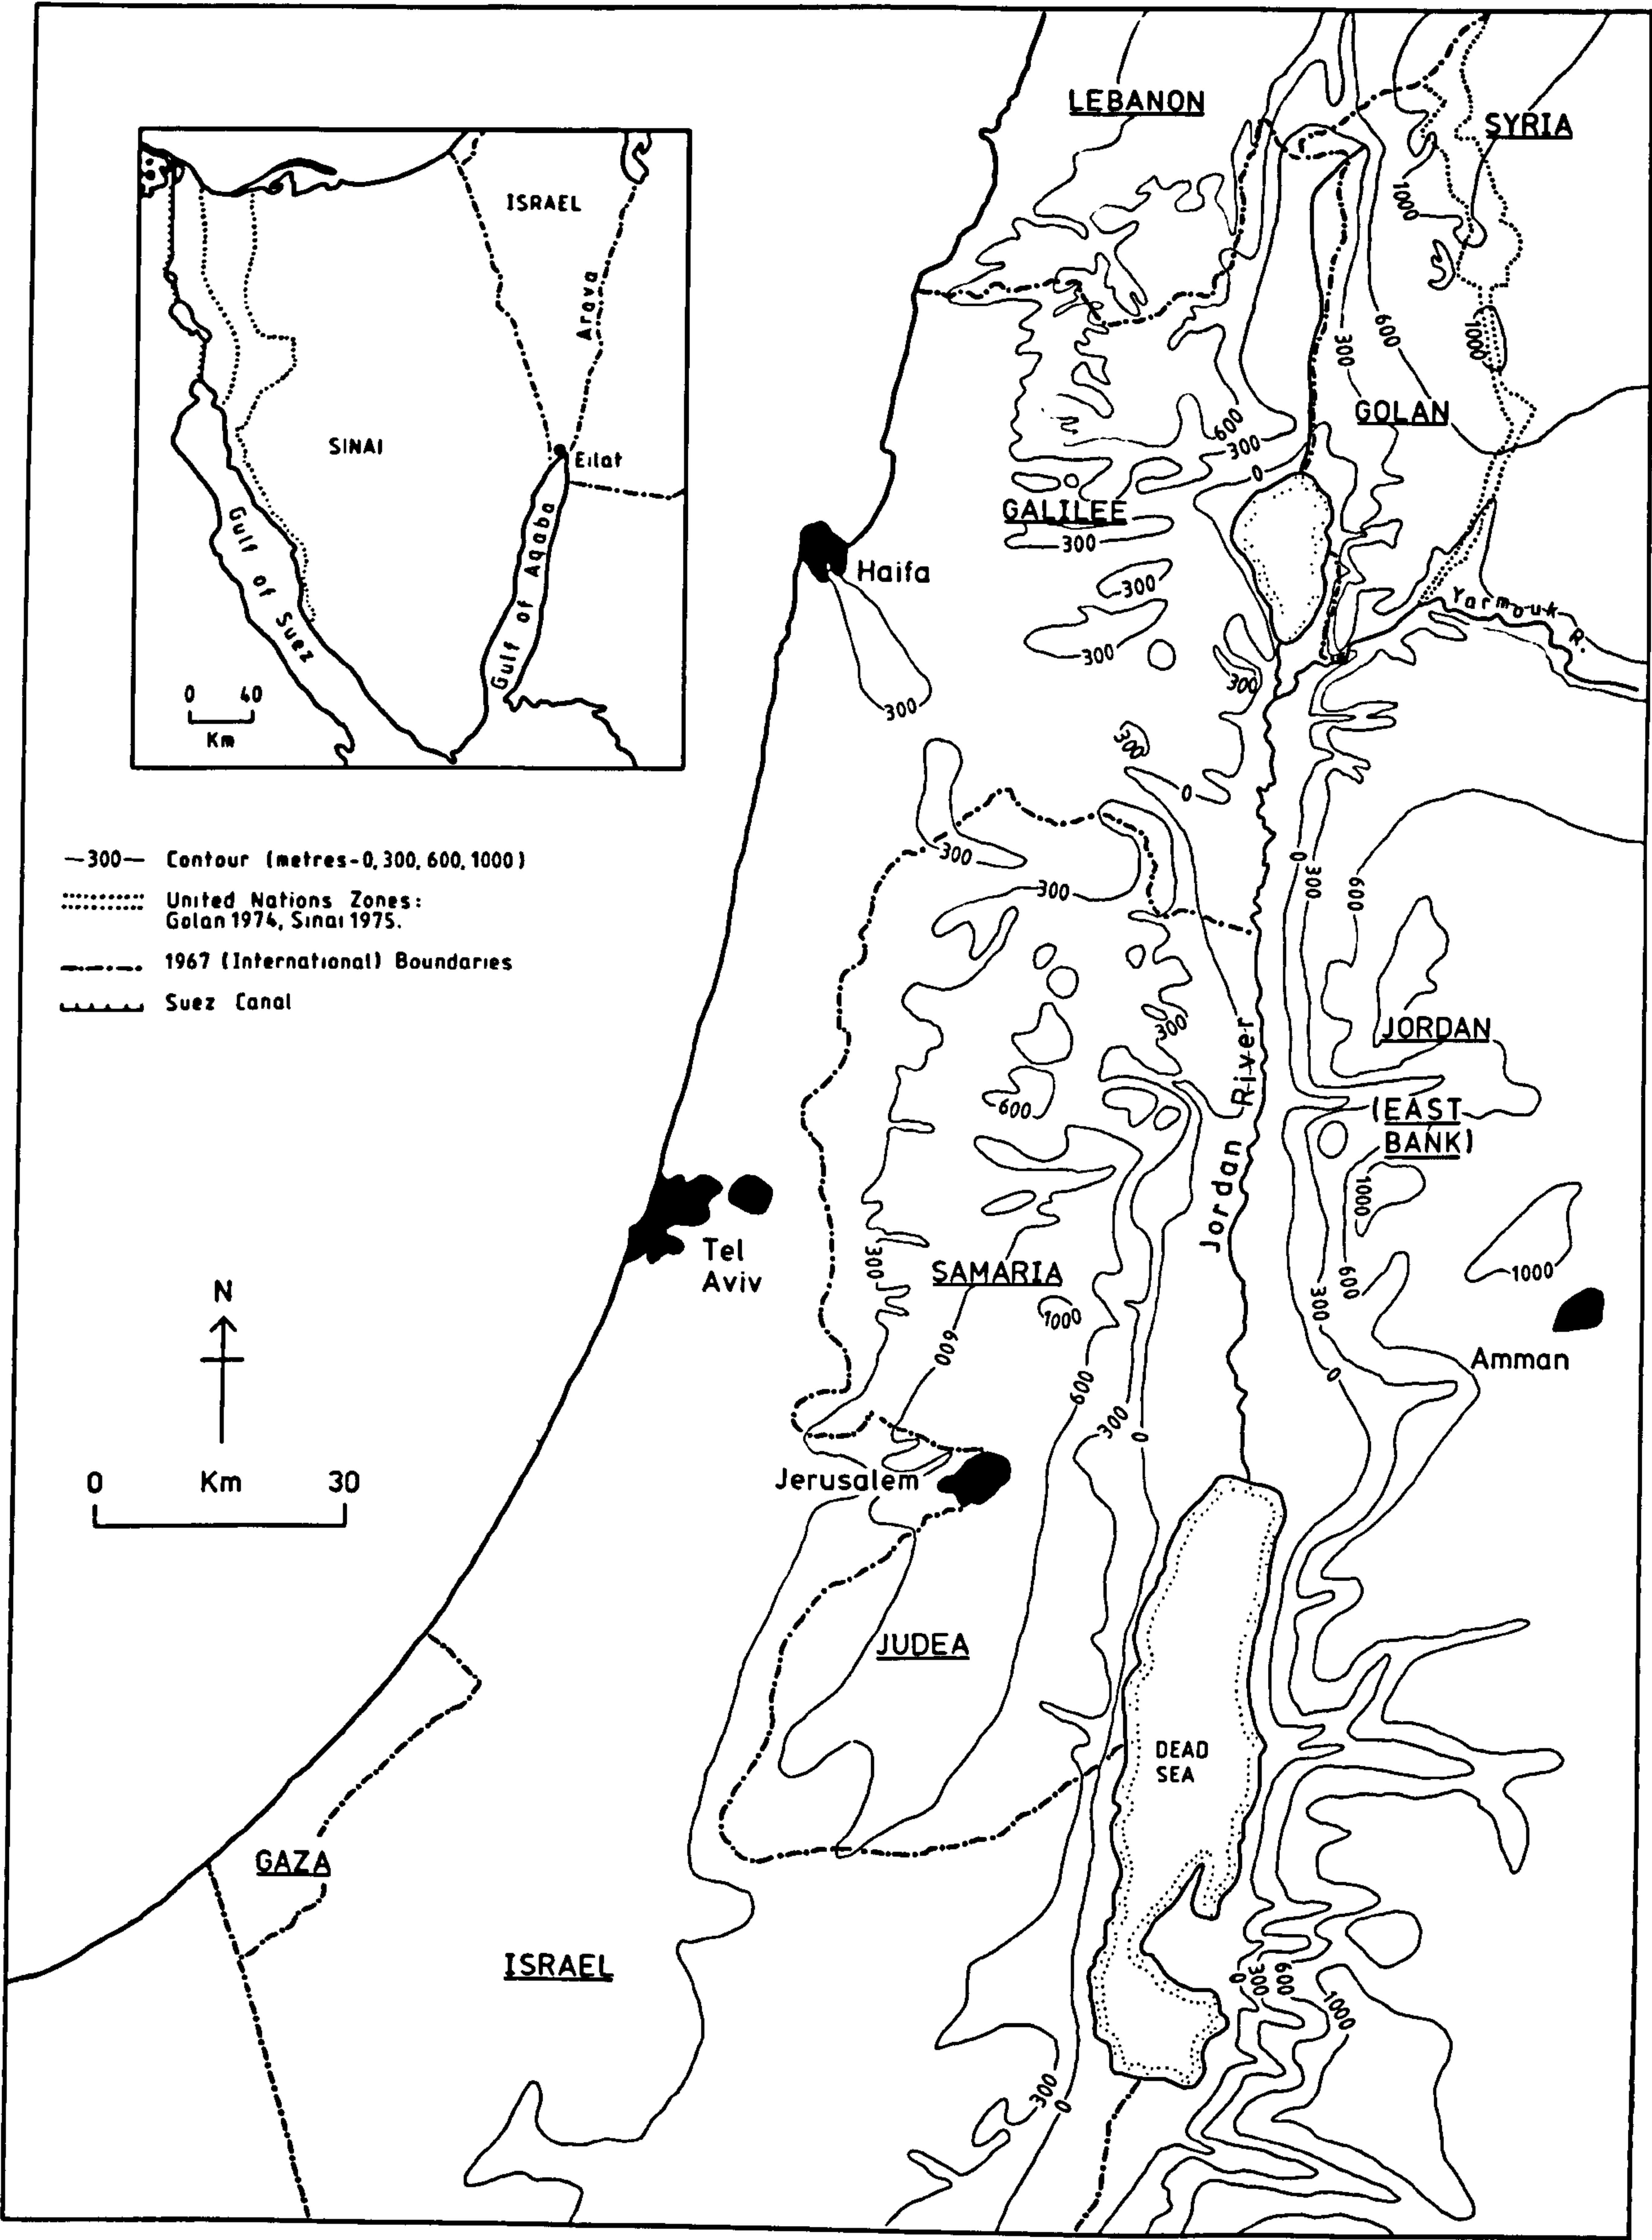 LEBANON
SYRIA
ISRAEL
1000
Arava
600
300
1000
GOLAN
SINAI
Eilat
600
300
0
GALILEE
300
Gulf of Suez
Gulf of Aqaba
Haifa
300
Yarmouk R.
300
300
300
0 40
Km
300
0
—300— Contour (metres-0,300,600,1000)
300
0
300
600
300
United Nations Zones:
Golan 1974, Sinai 1975.
1967 (International) Boundaries
Suez Canal
300
JORDAN
Jordan River
600
(EAST
BANK)
1000
Tel
Aviv
300
SAMARIA
600
1000
N
1000
300
600
600
0
Amman
300
0
Jerusalem
0 Km 30
JUDEA
DEAD
SEA
GAZA
ISRAEL
0
300
600
1000
300
0